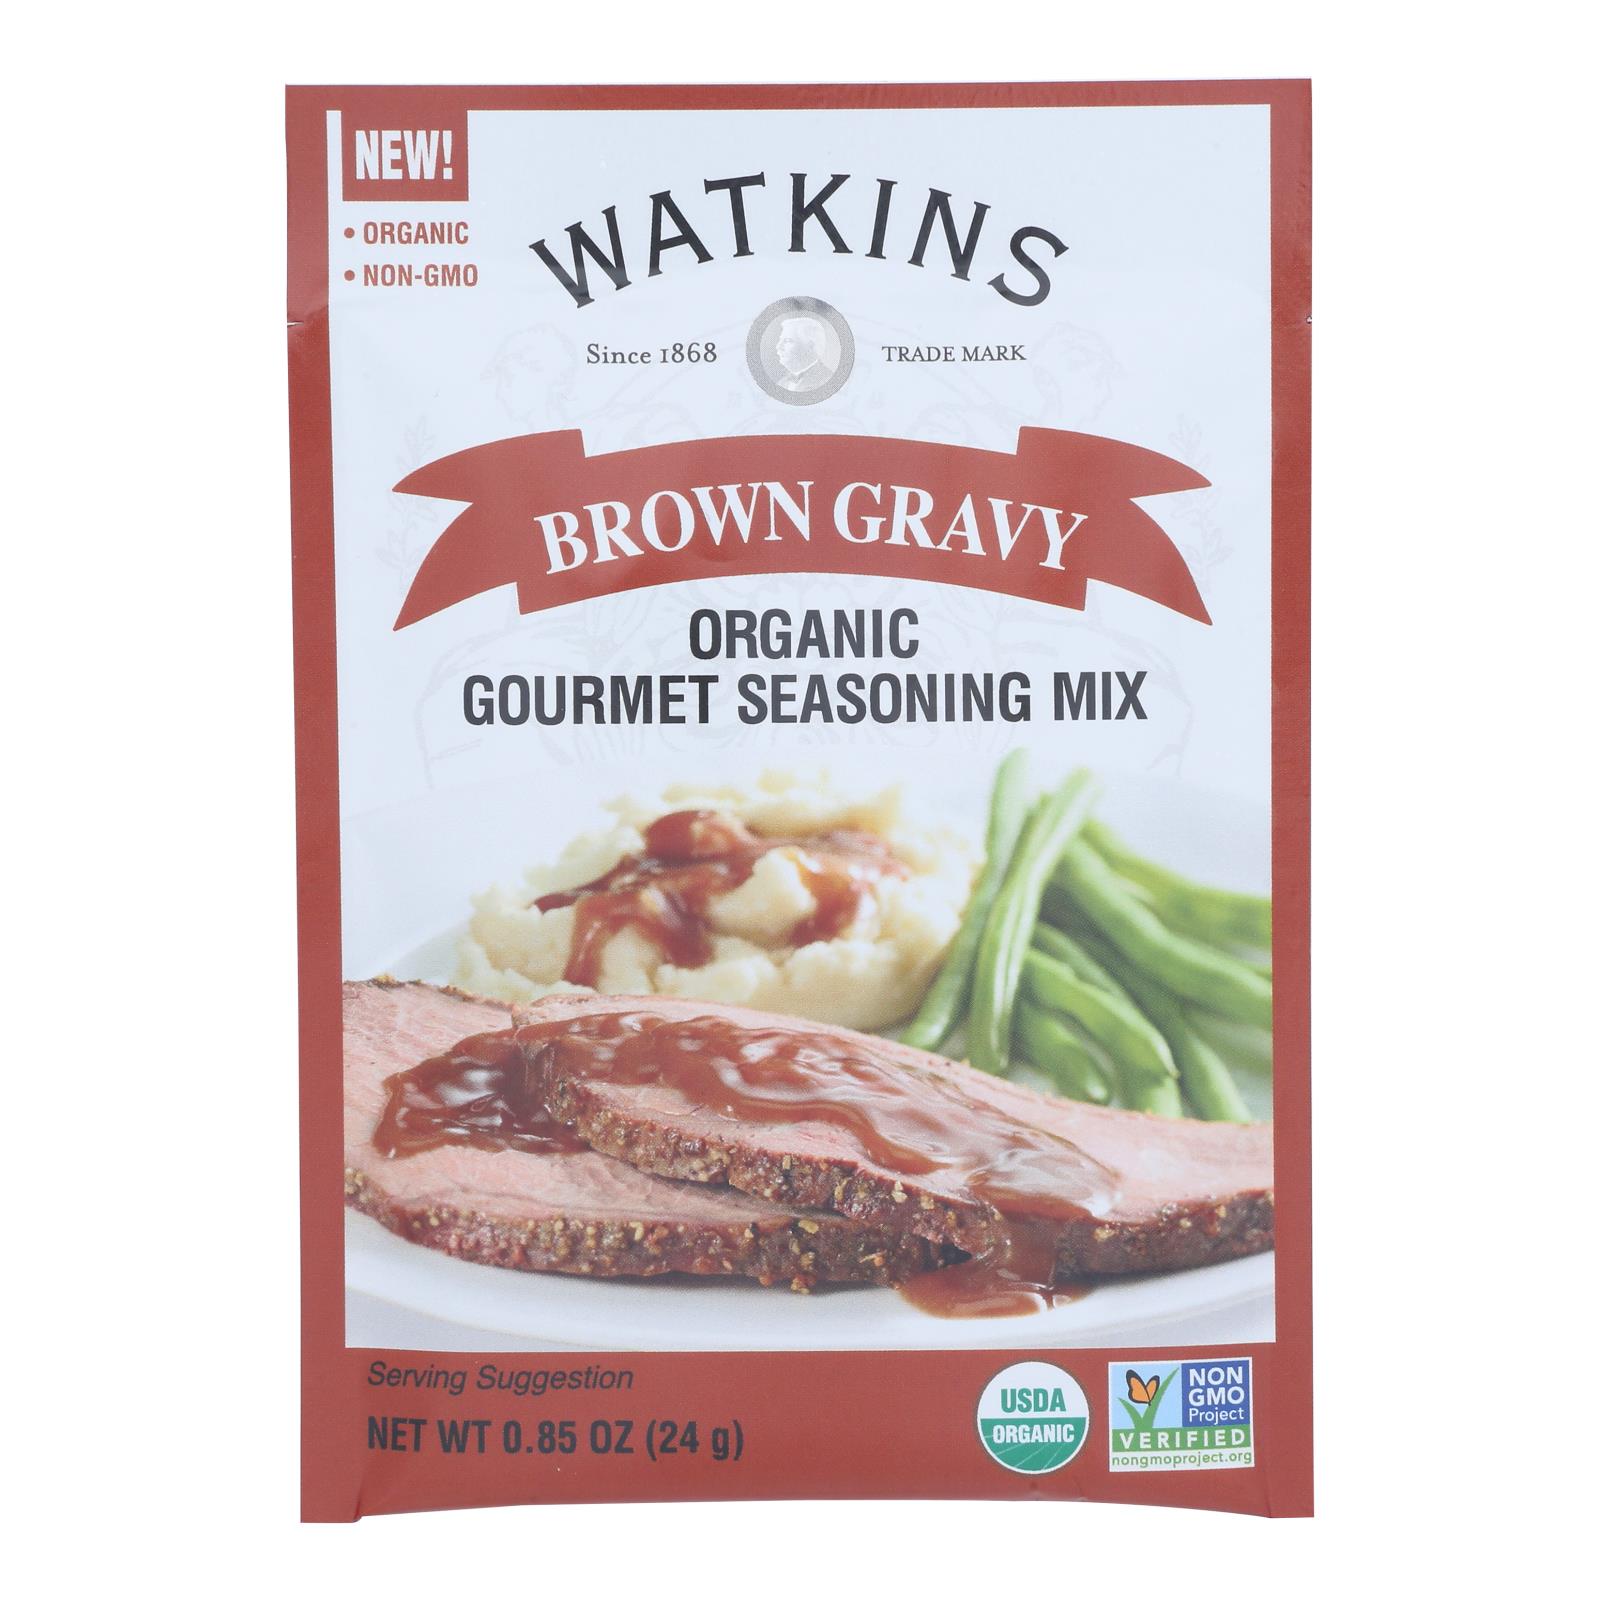 NEW!
• ORGANIC
• NON-GMO
WATKINS
Since 1868
TRADE MARK
BROWN GRAVY
ORGANIC
GOURMET SEASONING MIX
Serving Suggestion
NET WT 0.85 OZ (24 g)
USDA
ORGANIC
NON
GMO
Project
VERIFIED
nongmoproject.org